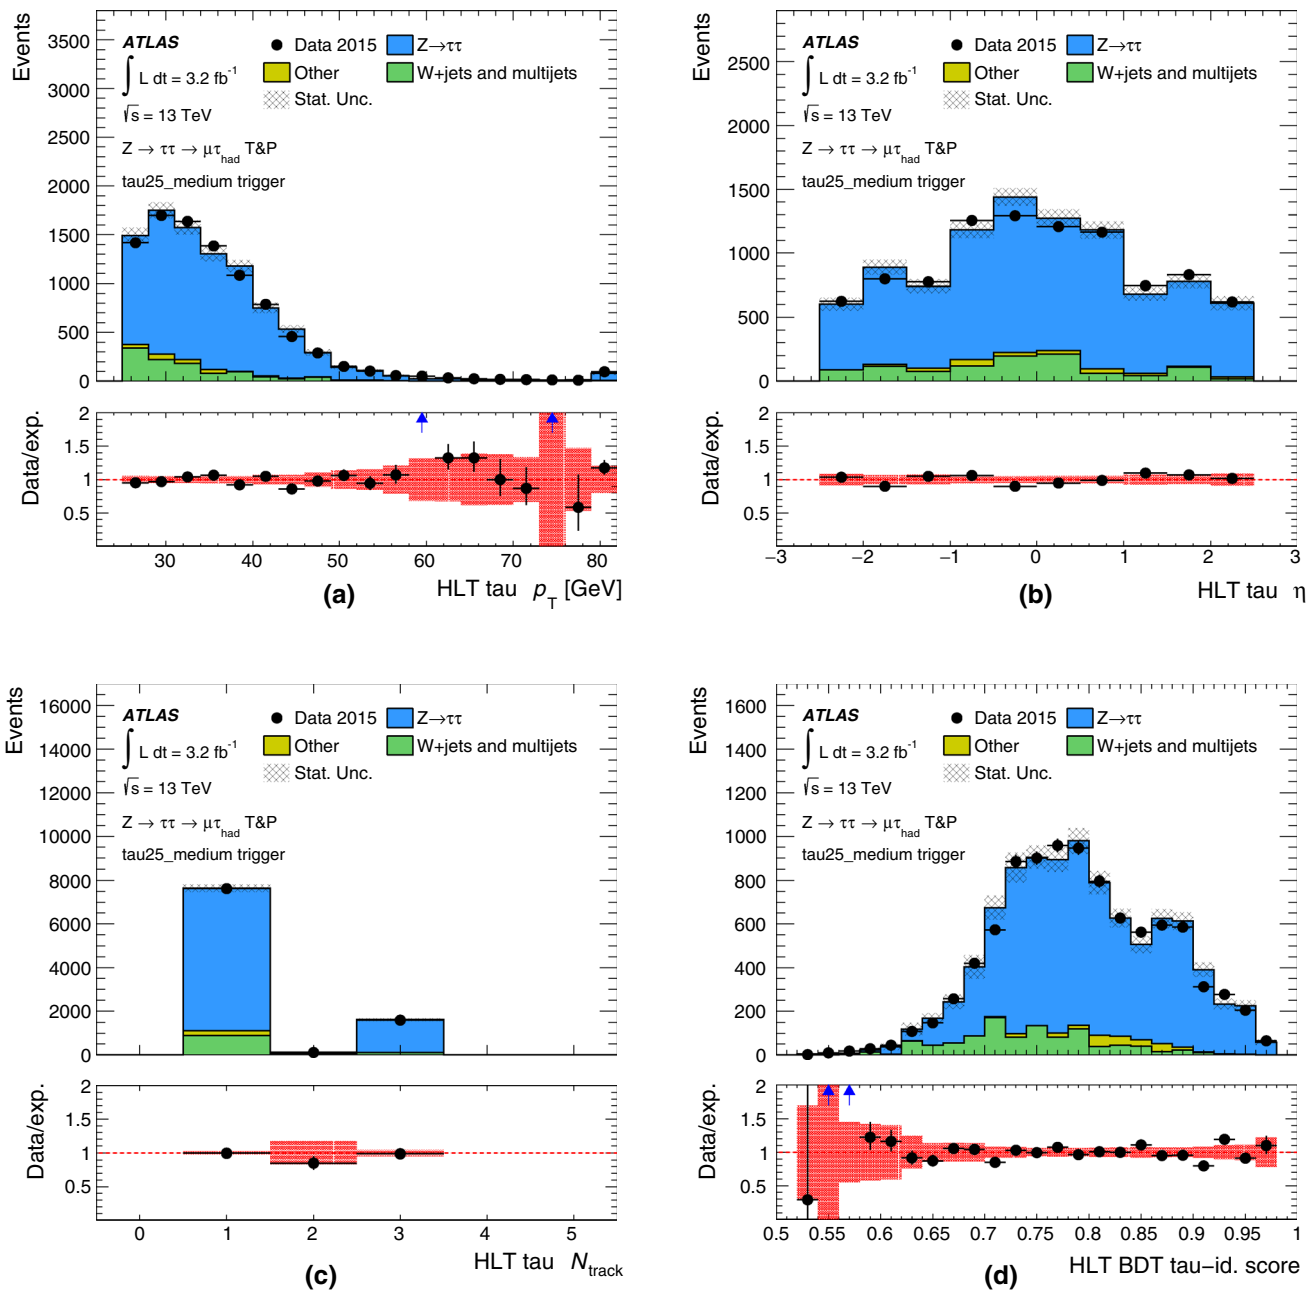 Events
3500
3000
2500
2000
1500
1000
500
0
ATLAS
∫ L dt = 3.2 fb⁻¹
√s = 13 TeV
Z → ττ → μτ_had T&P
tau25_medium trigger
Data 2015
Z→ττ
Other
W+jets and multijets
Stat. Unc.
Data/exp.
2
1.5
1
0.5
30 40 50 60 70 80
HLT tau p_T [GeV]
(a)
Events
2500
2000
1500
1000
500
0
ATLAS
∫ L dt = 3.2 fb⁻¹
√s = 13 TeV
Z → ττ → μτ_had T&P
tau25_medium trigger
Data 2015
Z→ττ
Other
W+jets and multijets
Stat. Unc.
Data/exp.
2
1.5
1
0.5
−3 −2 −1 0 1 2 3
HLT tau η
(b)
Events
16000
14000
12000
10000
8000
6000
4000
2000
0
ATLAS
∫ L dt = 3.2 fb⁻¹
√s = 13 TeV
Z → ττ → μτ_had T&P
tau25_medium trigger
Data 2015
Z→ττ
Other
W+jets and multijets
Stat. Unc.
Data/exp.
2
1.5
1
0.5
0 1 2 3 4 5
HLT tau N_track
(c)
Events
1600
1400
1200
1000
800
600
400
200
0
ATLAS
∫ L dt = 3.2 fb⁻¹
√s = 13 TeV
Z → ττ → μτ_had T&P
tau25_medium trigger
Data 2015
Z→ττ
Other
W+jets and multijets
Stat. Unc.
Data/exp.
2
1.5
1
0.5
0.5 0.55 0.6 0.65 0.7 0.75 0.8 0.85 0.9 0.95 1
HLT BDT tau−id. score
(d)